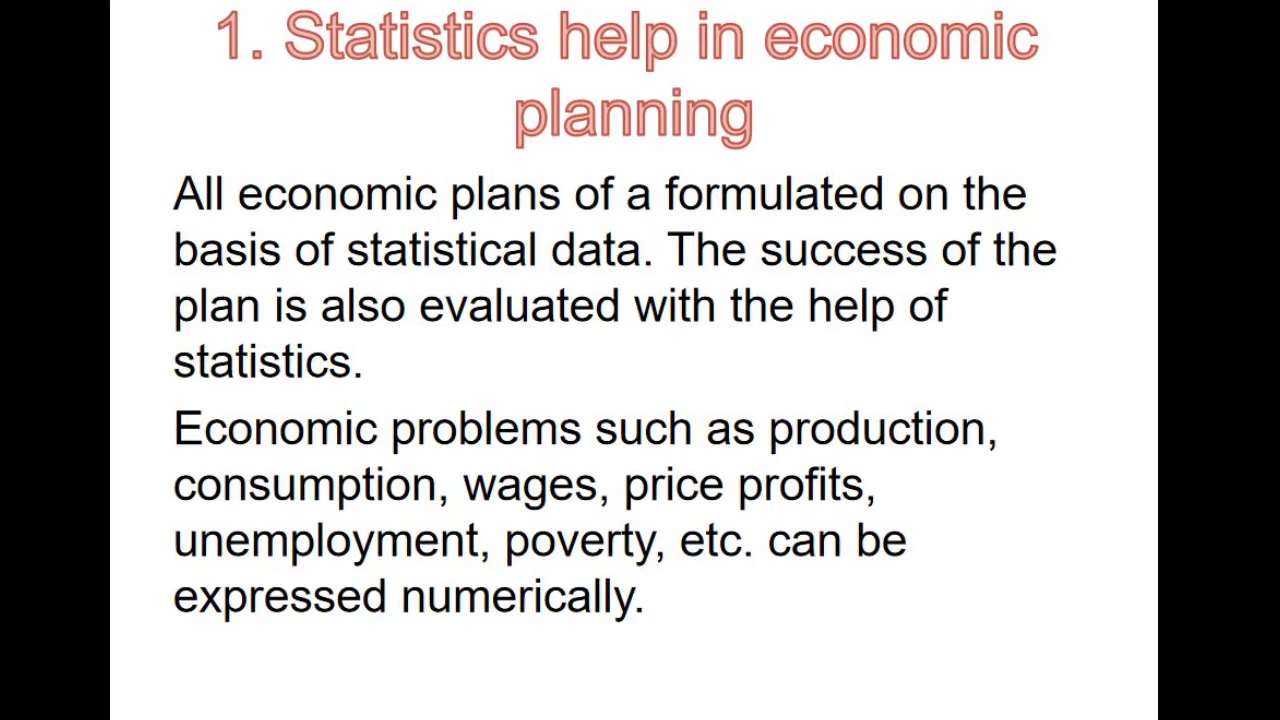 1. Statistics help in economic
planning
All economic plans of a formulated on the
basis of statistical data. The success of the
plan is also evaluated with the help of
statistics.
Economic problems such as production,
consumption, wages, price profits,
unemployment, poverty, etc. can be
expressed numerically.